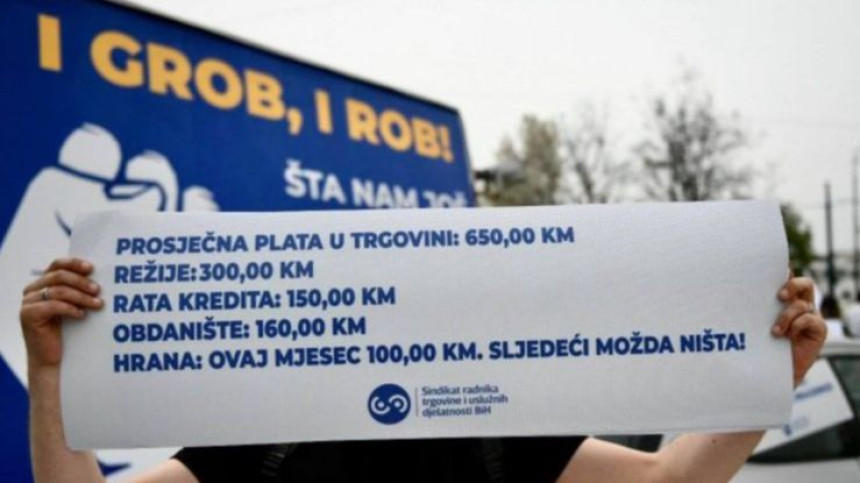 I GROB, I ROB!
ŠTA NAM JOŠ
PROSJEČNA PLATA U TRGOVINI: 650,00 KM
REŽIJE: 300,00 KM
RATA KREDITA: 150,00 KM
OBDANIŠTE: 160,00 KM
HRANA: OVAJ MJESEC 100,00 KM. SLJEDEĆI MOŽDA NIŠTA!
Sindikat radnika
trgovine i uslužnih
djelatnosti BiH